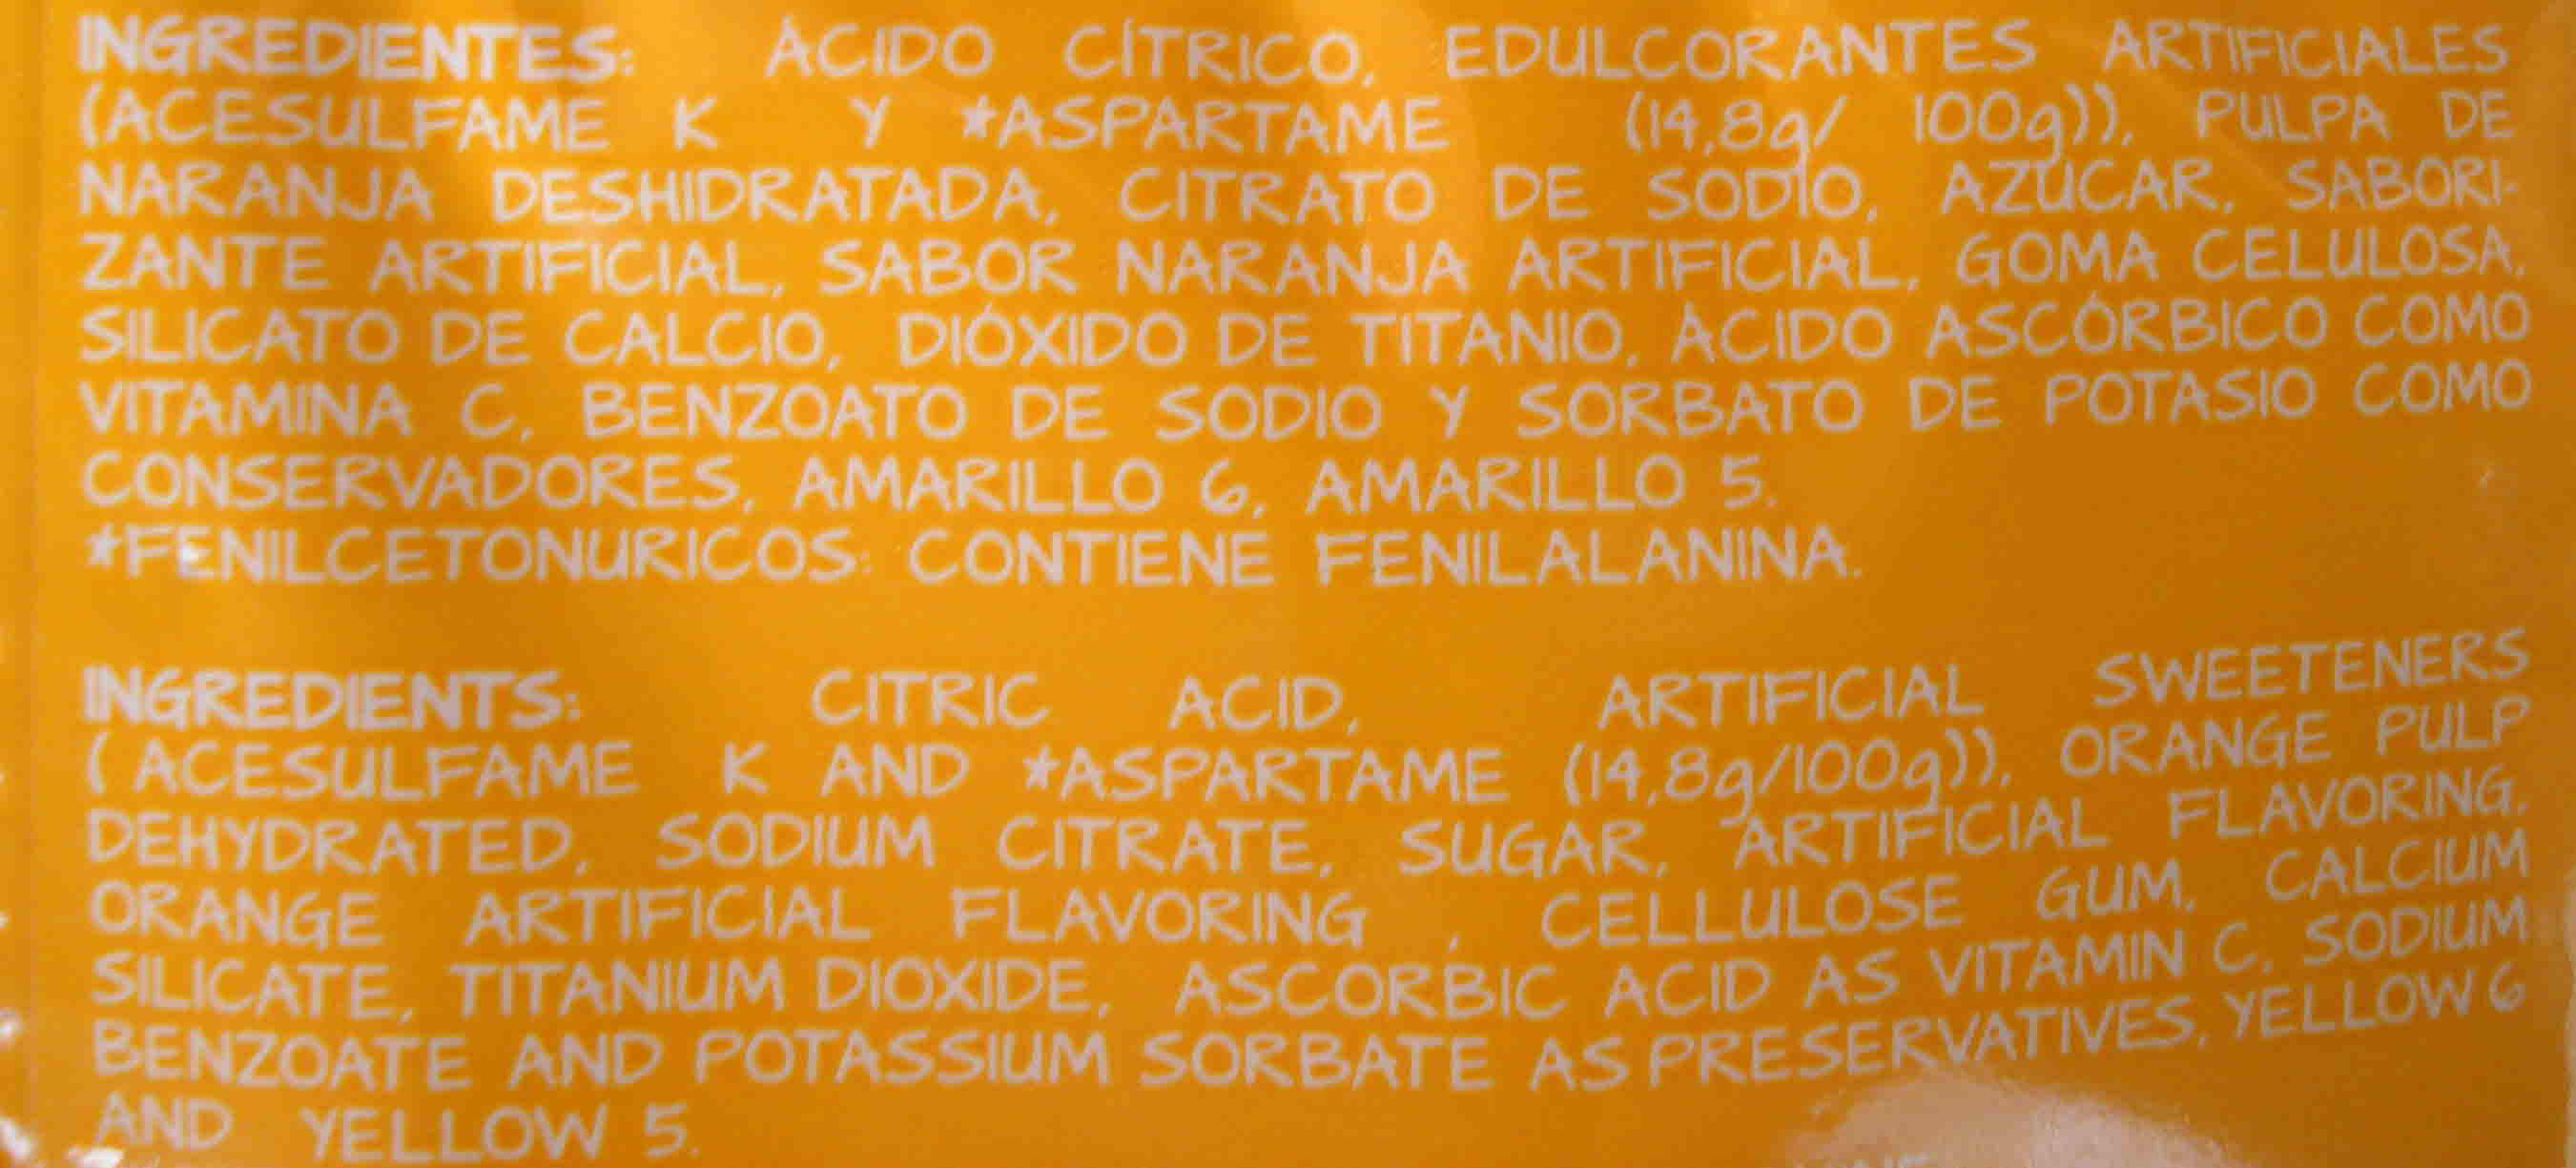 INGREDIENTES: ÁCIDO CÍTRICO, EDULCORANTES ARTIFICIALES
(ACESULFAME K Y *ASPARTAME (14,8g/ 100g)), PULPA DE
NARANJA DESHIDRATADA, CITRATO DE SODIO, AZÚCAR, SABORI-
ZANTE ARTIFICIAL, SABOR NARANJA ARTIFICIAL, GOMA CELULOSA,
SILICATO DE CALCIO, DIÓXIDO DE TITANIO, ÁCIDO ASCÓRBICO COMO
VITAMINA C, BENZOATO DE SODIO Y SORBATO DE POTASIO COMO
CONSERVADORES, AMARILLO 6, AMARILLO 5.
*FENILCETONURICOS: CONTIENE FENILALANINA.
INGREDIENTS: CITRIC ACID, ARTIFICIAL SWEETENERS
( ACESULFAME K AND *ASPARTAME (14,8g/100g)), ORANGE PULP
DEHYDRATED, SODIUM CITRATE, SUGAR, ARTIFICIAL FLAVORING,
ORANGE ARTIFICIAL FLAVORING , CELLULOSE GUM, CALCIUM
SILICATE, TITANIUM DIOXIDE, ASCORBIC ACID AS VITAMIN C, SODIUM
BENZOATE AND POTASSIUM SORBATE AS PRESERVATIVES, YELLOW 6
AND YELLOW 5.